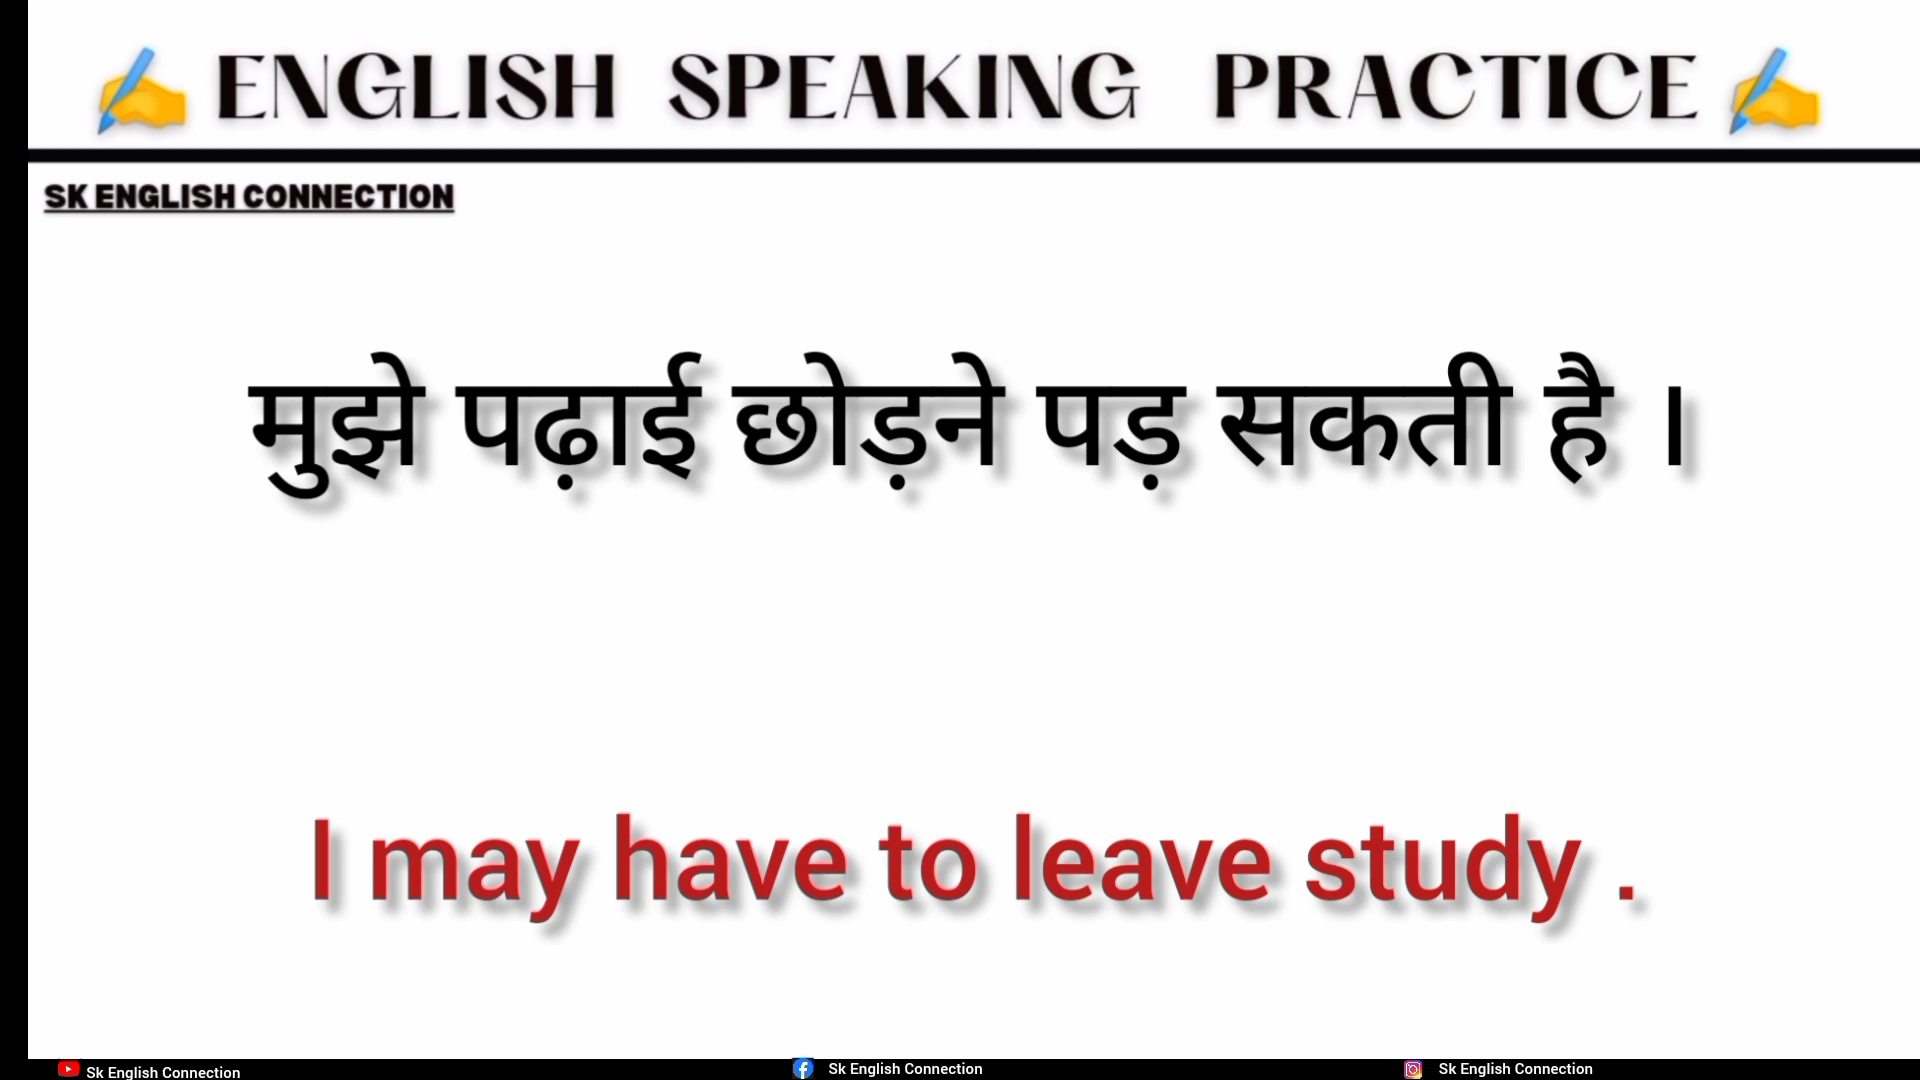 ✍️ ENGLISH SPEAKING PRACTICE ✍️
SK ENGLISH CONNECTION
मुझे पढ़ाई छोड़ने पड़ सकती है ।
I may have to leave study .
Sk English Connection
Sk English Connection
Sk English Connection